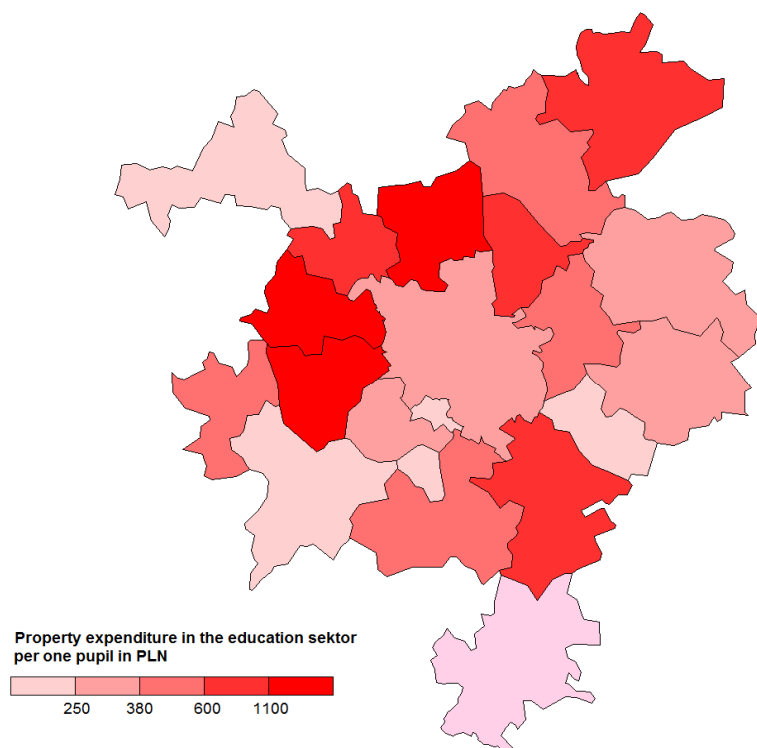 Property expenditure in the education sektor
per one pupil in PLN
250 380 600 1100